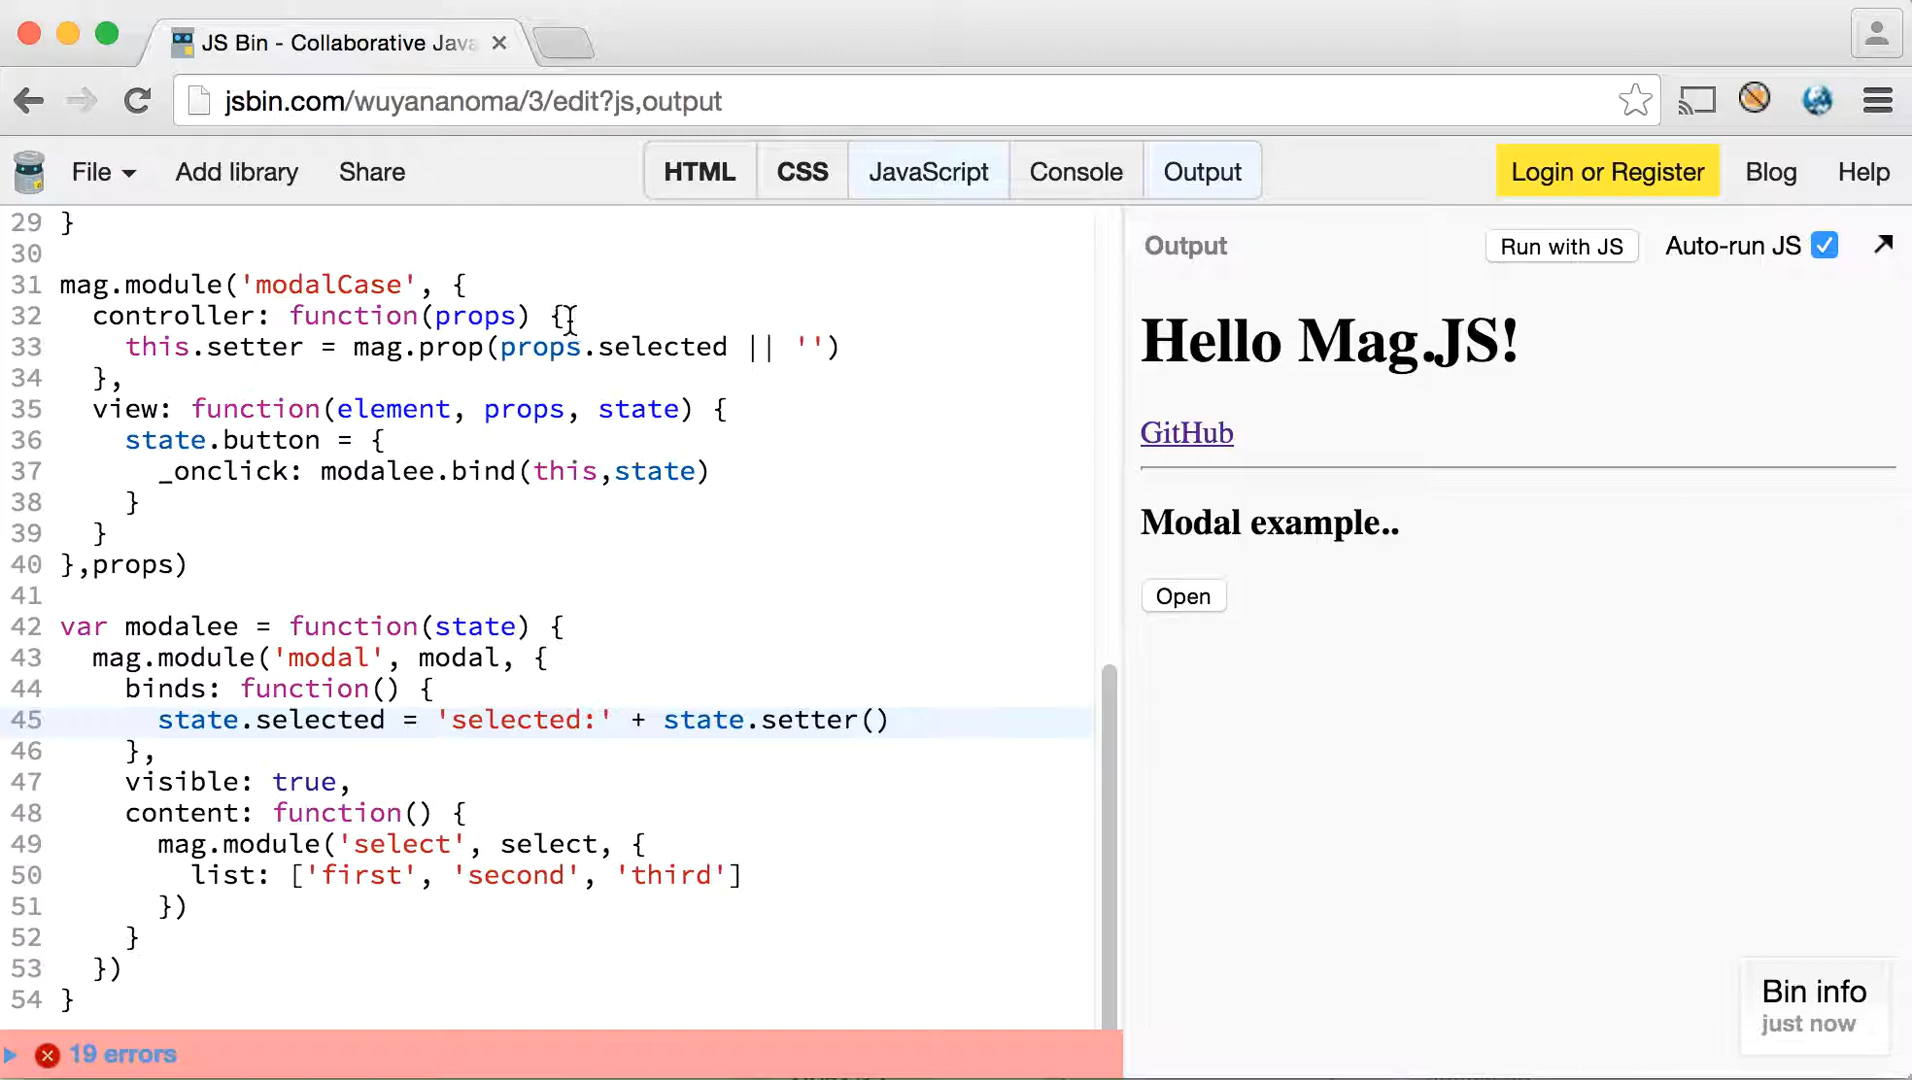 JS Bin - Collaborative Java
jsbin.com/wuyananoma/3/edit?js,output
File Add library Share HTML CSS JavaScript Console Output Login or Register Blog Help
29 }
30
31 mag.module('modalCase', {
32 controller: function(props) {
33 this.setter = mag.prop(props.selected || '')
34 },
35 view: function(element, props, state) {
36 state.button = {
37 _onclick: modalee.bind(this,state)
38 }
39 }
40 },props)
41
42 var modalee = function(state) {
43 mag.module('modal', modal, {
44 binds: function() {
45 state.selected = 'selected:' + state.setter()
46 },
47 visible: true,
48 content: function() {
49 mag.module('select', select, {
50 list: ['first', 'second', 'third']
51 })
52 }
53 })
54 }
19 errors
Output Run with JS Auto-run JS
Hello Mag.JS!
GitHub
Modal example..
Open
Bin info
just now